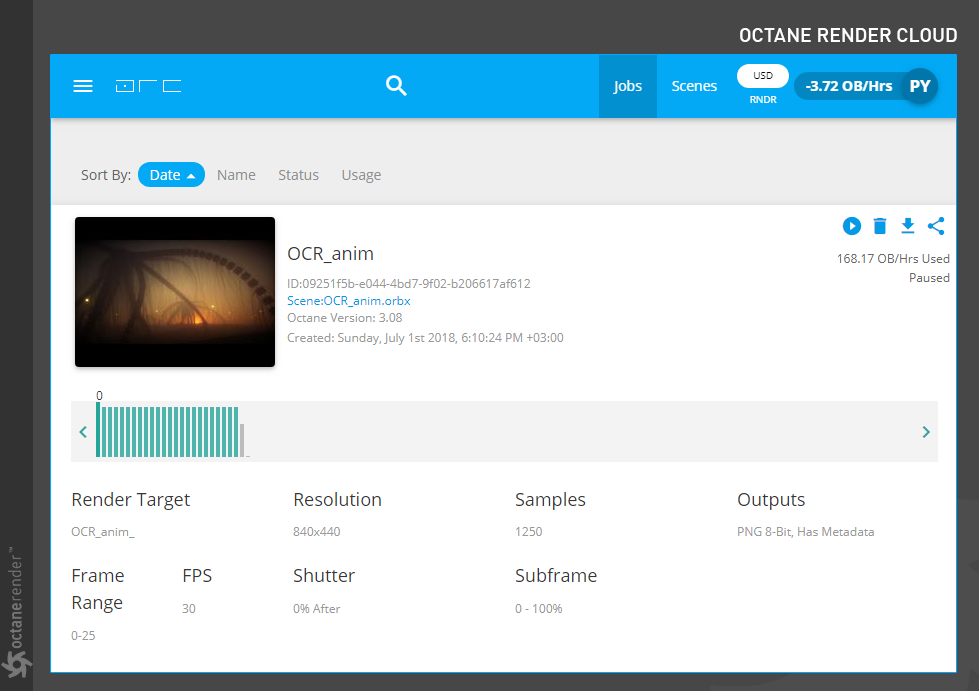 OCTANE RENDER CLOUD
Jobs
Scenes
USD
RNDR
-3.72 OB/Hrs
PY
Sort By:
Date
Name
Status
Usage
OCR_anim
ID:09251f5b-e044-4bd7-9f02-b206617af612
Scene:OCR_anim.orbx
Octane Version: 3.08
Created: Sunday, July 1st 2018, 6:10:24 PM +03:00
168.17 OB/Hrs Used
Paused
0
Render Target
OCR_anim_
Resolution
840x440
Samples
1250
Outputs
PNG 8-Bit, Has Metadata
Frame
Range
0-25
FPS
30
Shutter
0% After
Subframe
0 - 100%
octanerender™